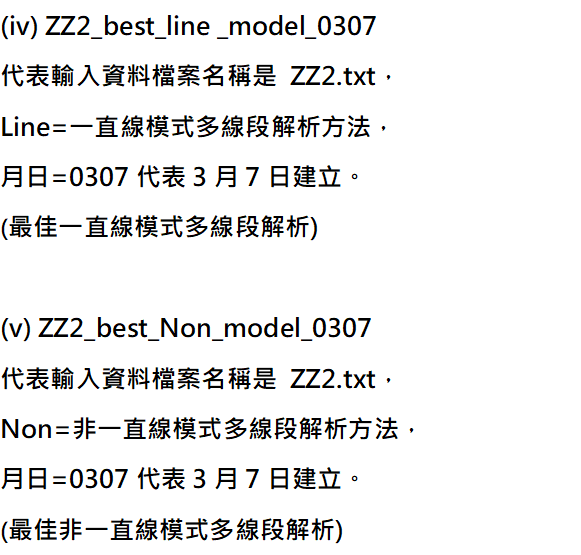 (iv) ZZ2_best_line _model_0307
代表輸入資料檔案名稱是 ZZ2.txt，
Line=一直線模式多線段解析方法，
月日=0307 代表 3 月 7 日建立。
(最佳一直線模式多線段解析)
(v) ZZ2_best_Non_model_0307
代表輸入資料檔案名稱是 ZZ2.txt，
Non=非一直線模式多線段解析方法，
月日=0307 代表 3 月 7 日建立。
(最佳非一直線模式多線段解析)